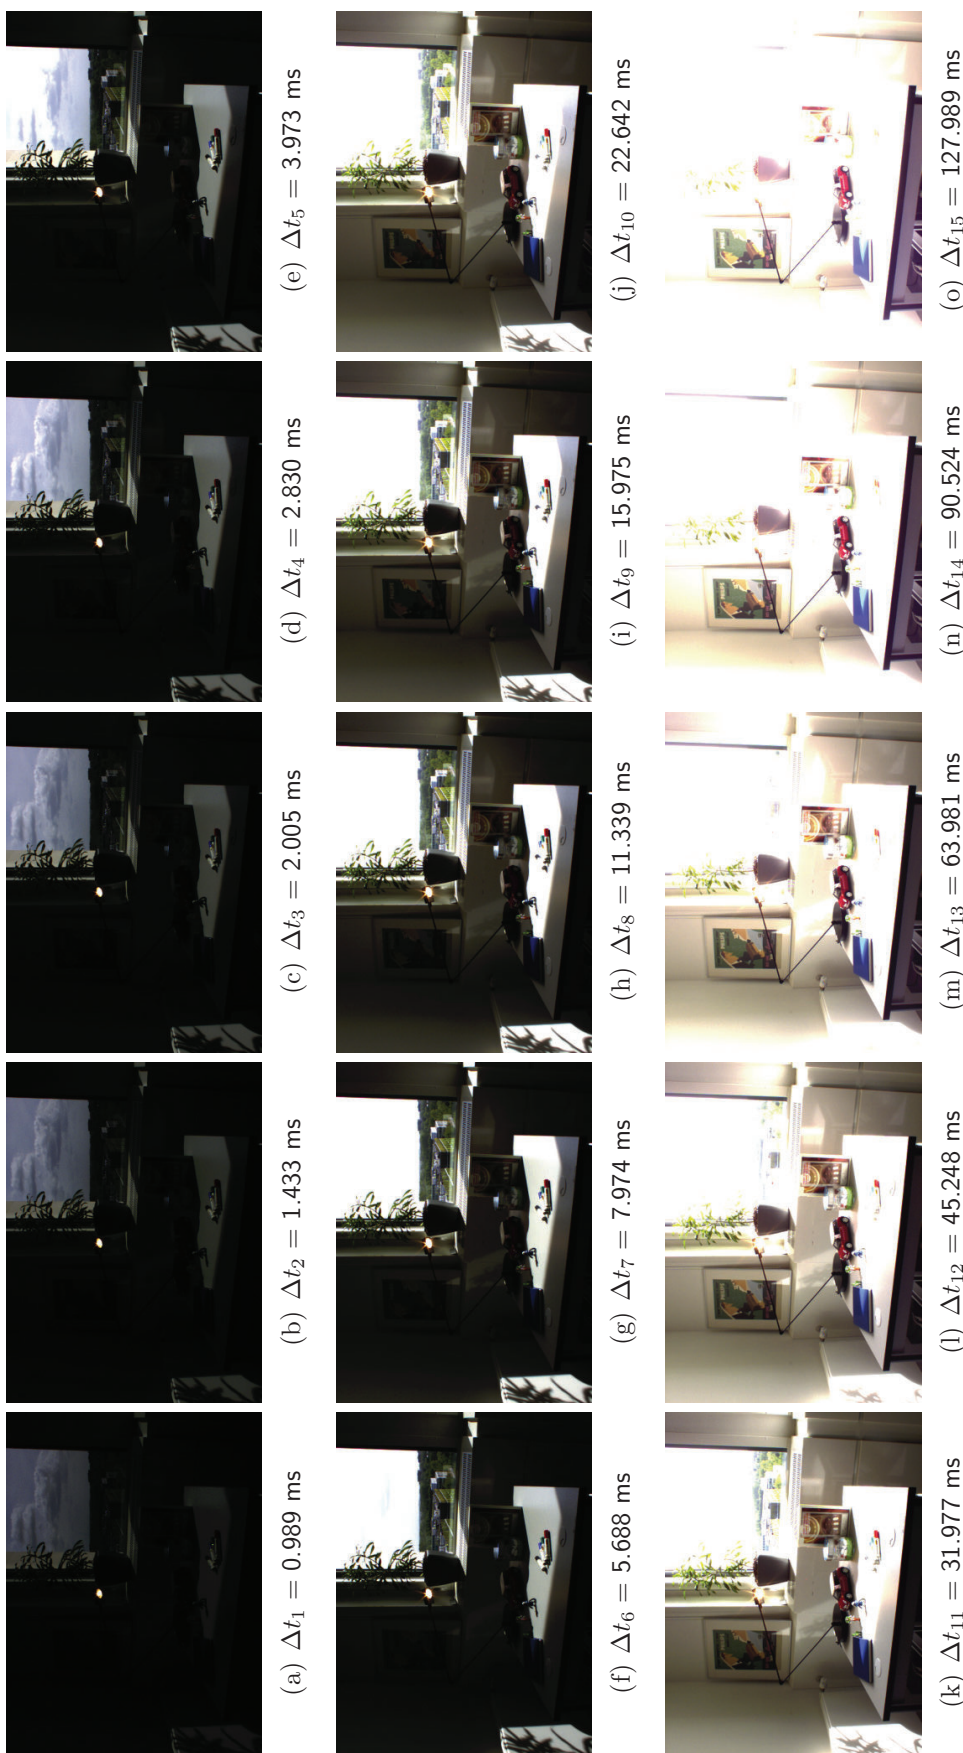 (a) Δt₁ = 0.989 ms
(b) Δt₂ = 1.433 ms
(c) Δt₃ = 2.005 ms
(d) Δt₄ = 2.830 ms
(e) Δt₅ = 3.973 ms
(f) Δt₆ = 5.688 ms
(g) Δt₇ = 7.974 ms
(h) Δt₈ = 11.339 ms
(i) Δt₉ = 15.975 ms
(j) Δt₁₀ = 22.642 ms
(k) Δt₁₁ = 31.977 ms
(l) Δt₁₂ = 45.248 ms
(m) Δt₁₃ = 63.981 ms
(n) Δt₁₄ = 90.524 ms
(o) Δt₁₅ = 127.989 ms